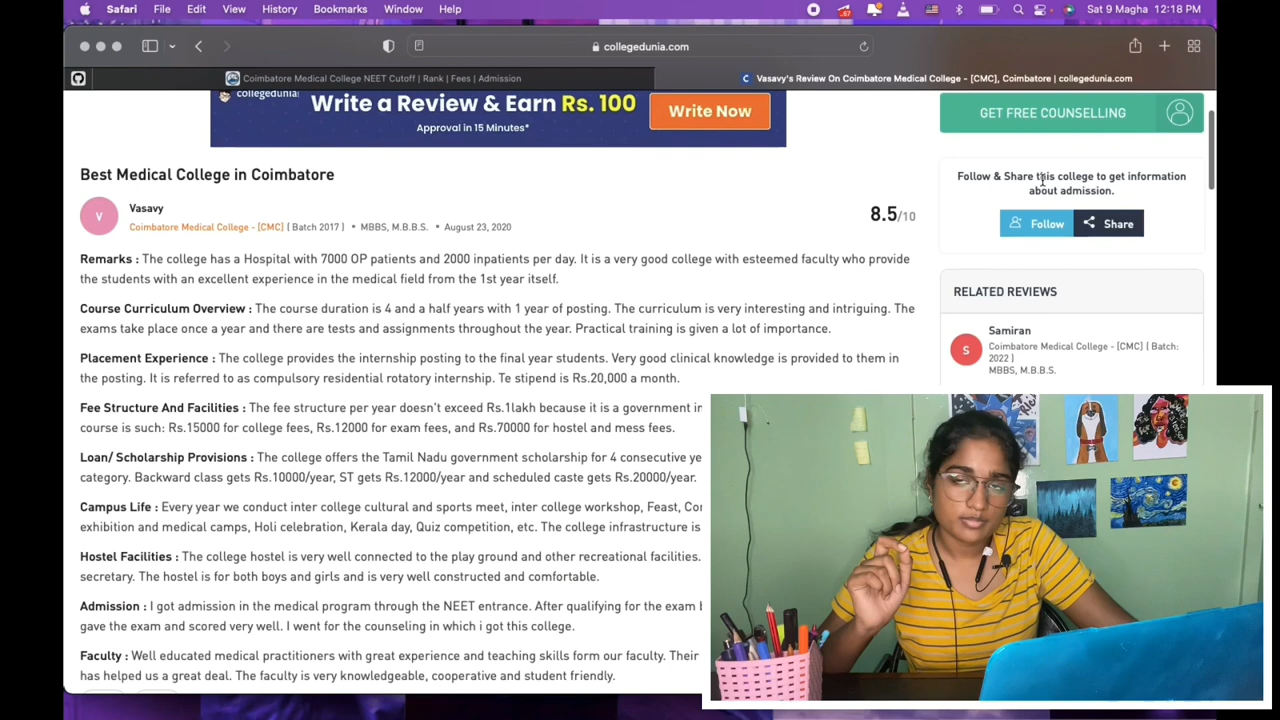 Safari File Edit View History Bookmarks Window Help Sat 9 Magha 12:18 PM
collegedunia.com
Coimbatore Medical College NEET Cutoff | Rank | Fees | Admission
Vasavy's Review On Coimbatore Medical College - [CMC], Coimbatore | collegedunia.com
collegedunia
Write a Review & Earn Rs. 100
Write Now
Approval in 15 Minutes*
GET FREE COUNSELLING
Follow & Share this college to get information
about admission.
Follow
Share
Best Medical College in Coimbatore
V
Vasavy
8.5/10
Coimbatore Medical College - [CMC] ( Batch 2017 ) • MBBS, M.B.B.S. • August 23, 2020
Remarks : The college has a Hospital with 7000 OP patients and 2000 inpatients per day. It is a very good college with esteemed faculty who provide
the students with an excellent experience in the medical field from the 1st year itself.
Course Curriculum Overview : The course duration is 4 and a half years with 1 year of posting. The curriculum is very interesting and intriguing. The
exams take place once a year and there are tests and assignments throughout the year. Practical training is given a lot of importance.
Placement Experience : The college provides the internship posting to the final year students. Very good clinical knowledge is provided to them in
the posting. It is referred to as compulsory residential rotatory internship. Te stipend is Rs.20,000 a month.
Fee Structure And Facilities : The fee structure per year doesn't exceed Rs.1lakh because it is a government in
course is such: Rs.15000 for college fees, Rs.12000 for exam fees, and Rs.70000 for hostel and mess fees.
Loan/ Scholarship Provisions : The college offers the Tamil Nadu government scholarship for 4 consecutive ye
category. Backward class gets Rs.10000/year, ST gets Rs.12000/year and scheduled caste gets Rs.20000/year.
Campus Life : Every year we conduct inter college cultural and sports meet, inter college workshop, Feast, Cor
exhibition and medical camps, Holi celebration, Kerala day, Quiz competition, etc. The college infrastructure is
Hostel Facilities : The college hostel is very well connected to the play ground and other recreational facilities.
secretary. The hostel is for both boys and girls and is very well constructed and comfortable.
Admission : I got admission in the medical program through the NEET entrance. After qualifying for the exam b
gave the exam and scored very well. I went for the counseling in which i got this college.
Faculty : Well educated medical practitioners with great experience and teaching skills form our faculty. Their
has helped us a great deal. The faculty is very knowledgeable, cooperative and student friendly.
RELATED REVIEWS
S
Samiran
Coimbatore Medical College - [CMC] ( Batch:
2022 )
MBBS, M.B.B.S.